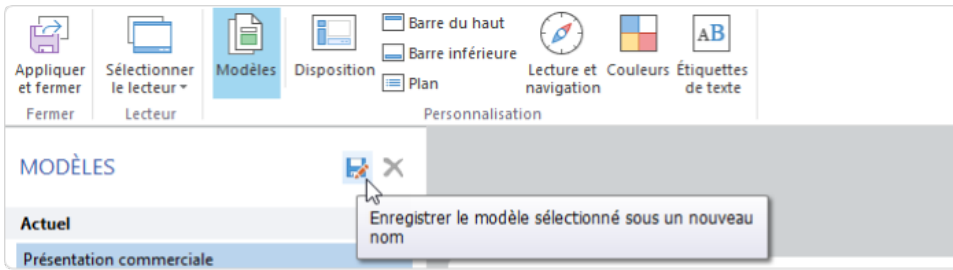 Appliquer
et fermer
Sélectionner
le lecteur
Modèles
Disposition
Barre du haut
Barre inférieure
Plan
Lecture et
navigation
Couleurs
AB
Étiquettes
de texte
Fermer
Lecteur
Personnalisation
MODÈLES
Enregistrer le modèle sélectionné sous un nouveau
nom
Actuel
Présentation commerciale